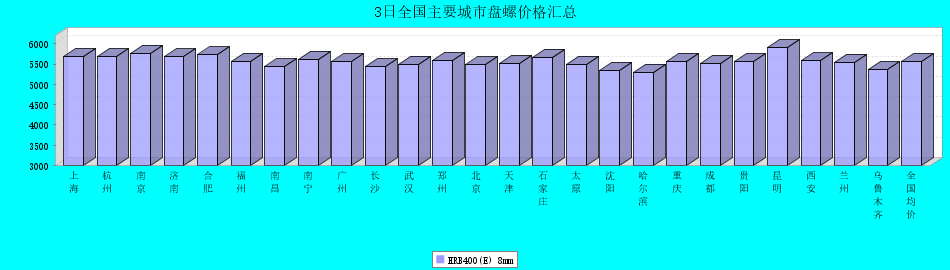 3日全国主要城市盘螺价格汇总
6000
5500
5000
4500
4000
3500
3000
上海 杭州 南京 济南 合肥 福州 南昌 南宁 广州 长沙 武汉 郑州 北京 天津 石家庄 太原 沈阳 哈尔滨 重庆 成都 贵阳 昆明 西安 兰州 乌鲁木齐 全国均价
HRB400(E) 8mm